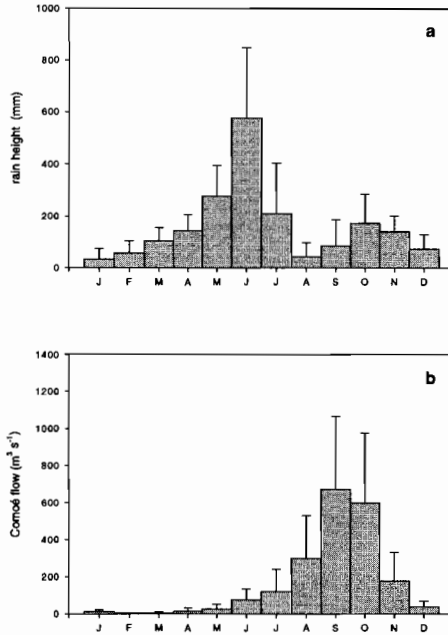 a
rain height (mm)
1000
800
600
400
200
0
J F M A M J J A S O N D
b
Comoé flow (m³ s⁻¹)
1400
1200
1000
800
600
400
200
0
J F M A M J J A S O N D